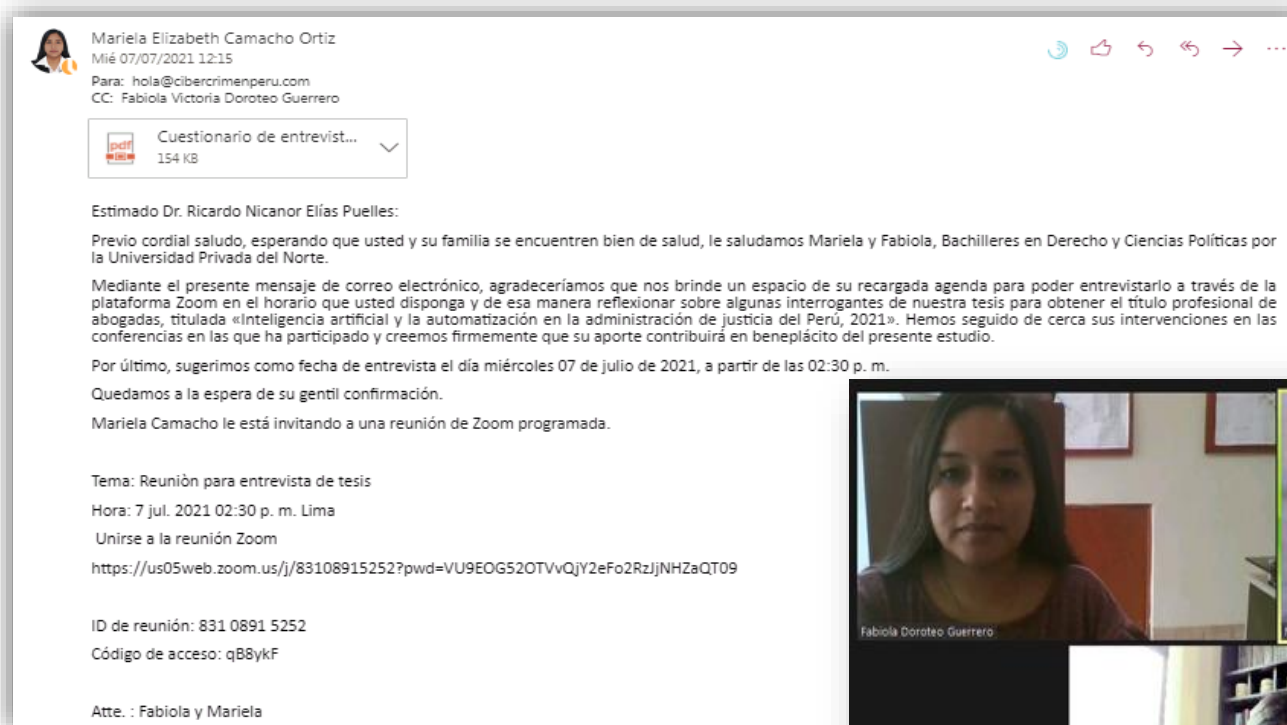 Mariela Elizabeth Camacho Ortiz
Mié 07/07/2021 12:15
Para: hola@cibercrimenperu.com
CC: Fabiola Victoria Doroteo Guerrero
pdf
Cuestionario de entrevist...
154 KB
Estimado Dr. Ricardo Nicanor Elías Puelles:
Previo cordial saludo, esperando que usted y su familia se encuentren bien de salud, le saludamos Mariela y Fabiola, Bachilleres en Derecho y Ciencias Políticas por
la Universidad Privada del Norte.
Mediante el presente mensaje de correo electrónico, agradeceríamos que nos brinde un espacio de su recargada agenda para poder entrevistarlo a través de la
plataforma Zoom en el horario que usted disponga y de esa manera reflexionar sobre algunas interrogantes de nuestra tesis para obtener el título profesional de
abogadas, titulada «Inteligencia artificial y la automatización en la administración de justicia del Perú, 2021». Hemos seguido de cerca sus intervenciones en las
conferencias en las que ha participado y creemos firmemente que su aporte contribuirá en beneplácito del presente estudio.
Por último, sugerimos como fecha de entrevista el día miércoles 07 de julio de 2021, a partir de las 02:30 p. m.
Quedamos a la espera de su gentil confirmación.
Mariela Camacho le está invitando a una reunión de Zoom programada.
Tema: Reuniòn para entrevista de tesis
Hora: 7 jul. 2021 02:30 p. m. Lima
Unirse a la reunión Zoom
https://us05web.zoom.us/j/83108915252?pwd=VU9EOG52OTVvQjY2eFo2RzJjNHZaQT09
ID de reunión: 831 0891 5252
Código de acceso: qB8ykF
Atte. : Fabiola y Mariela
Fabiola Doroteo Guerrero